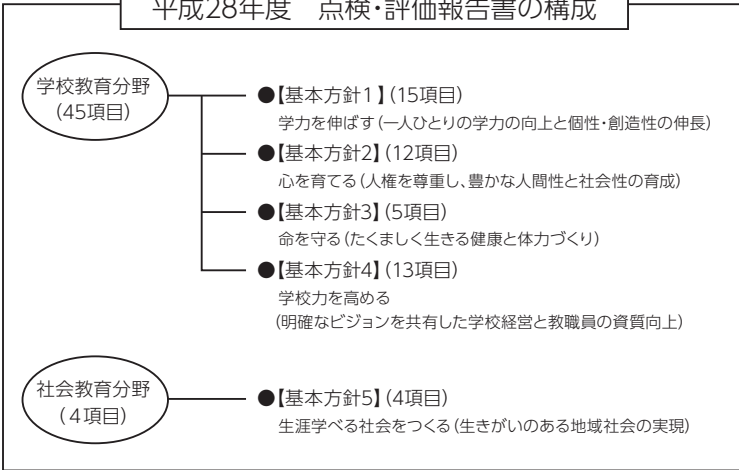 平成28年度　点検・評価報告書の構成
学校教育分野
(45項目)
●【基本方針1】(15項目)
学力を伸ばす(一人ひとりの学力の向上と個性・創造性の伸長)
●【基本方針2】(12項目)
心を育てる(人権を尊重し、豊かな人間性と社会性の育成)
●【基本方針3】(5項目)
命を守る(たくましく生きる健康と体力づくり)
●【基本方針4】(13項目)
学校力を高める
(明確なビジョンを共有した学校経営と教職員の資質向上)
社会教育分野
(4項目)
●【基本方針5】(4項目)
生涯学べる社会をつくる(生きがいのある地域社会の実現)